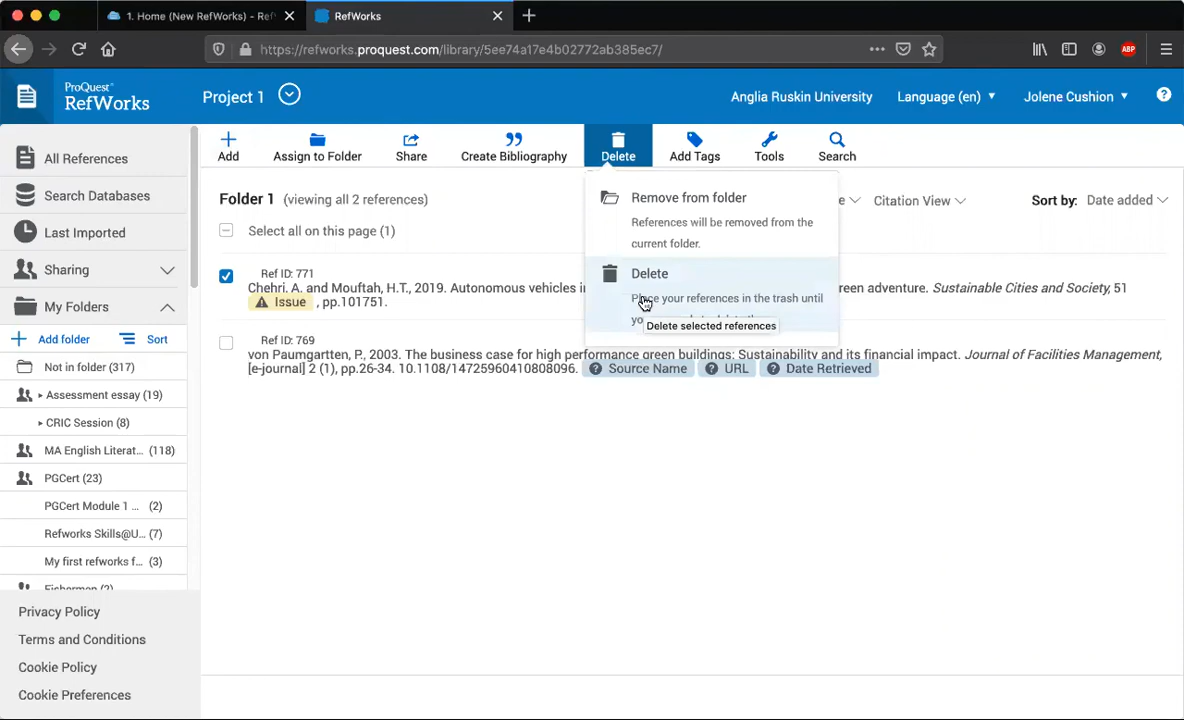 1. Home (New RefWorks) - Ref
RefWorks
https://refworks.proquest.com/library/5ee74a17e4b02772ab385ec7/
ABP
ProQuest®
RefWorks
Project 1
Anglia Ruskin University
Language (en)
Jolene Cushion
Add
Assign to Folder
Share
Create Bibliography
Delete
Add Tags
Tools
Search
All References
Search Databases
Last Imported
Sharing
My Folders
Add folder
Sort
Not in folder (317)
Assessment essay (19)
CRIC Session (8)
MA English Literat... (118)
PGCert (23)
PGCert Module 1 ... (2)
Refworks Skills@U... (7)
My first refworks f... (3)
Fishermen (2)
Privacy Policy
Terms and Conditions
Cookie Policy
Cookie Preferences
Folder 1 (viewing all 2 references)
Citation View
Sort by: Date added
Select all on this page (1)
Remove from folder
References will be removed from the
current folder.
Delete
Place your references in the trash until
Delete selected references
Ref ID: 771
Chehri, A. and Mouftah, H.T., 2019. Autonomous vehicles i reen adventure. Sustainable Cities and Society, 51
Issue , pp.101751.
Ref ID: 769
von Paumgartten, P., 2003. The business case for high performance green buildings: Sustainability and its financial impact. Journal of Facilities Management,
[e-journal] 2 (1), pp.26-34. 10.1108/14725960410808096. Source Name URL Date Retrieved